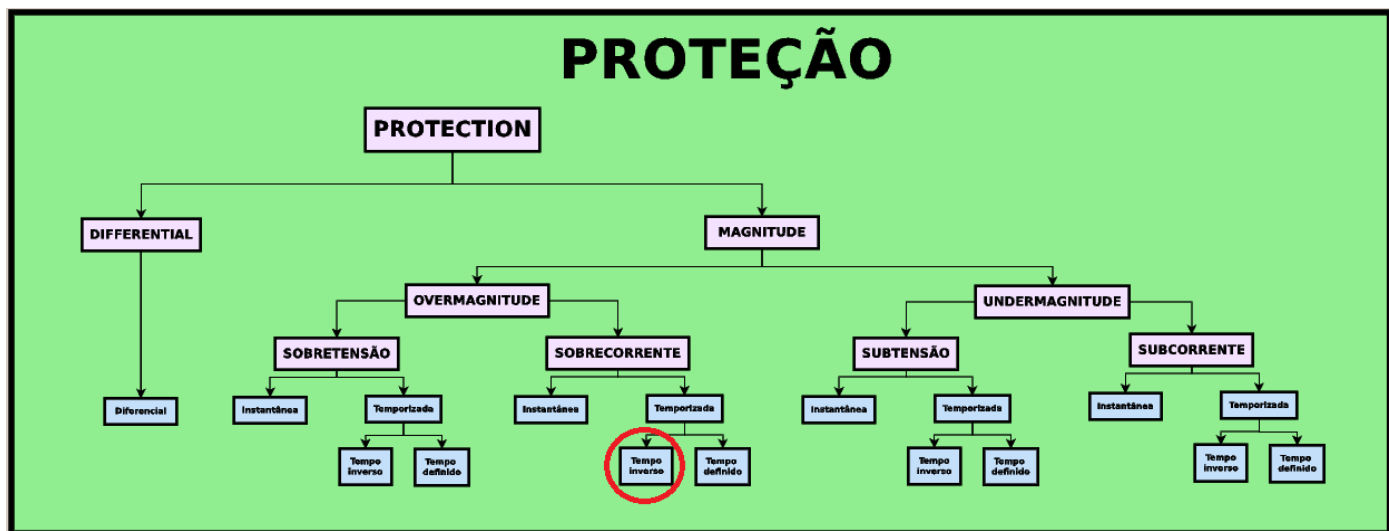 PROTEÇÃO
PROTECTION
DIFFERENTIAL
MAGNITUDE
OVERMAGNITUDE
UNDERMAGNITUDE
SOBRETENSÃO
SOBRECORRENTE
SUBTENSÃO
SUBCORRENTE
Diferencial
Instantânea
Temporizada
Instantânea
Temporizada
Instantânea
Temporizada
Instantânea
Temporizada
Tempo
inverso
Tempo
definido
Tempo
inverso
Tempo
definido
Tempo
inverso
Tempo
definido
Tempo
inverso
Tempo
definido